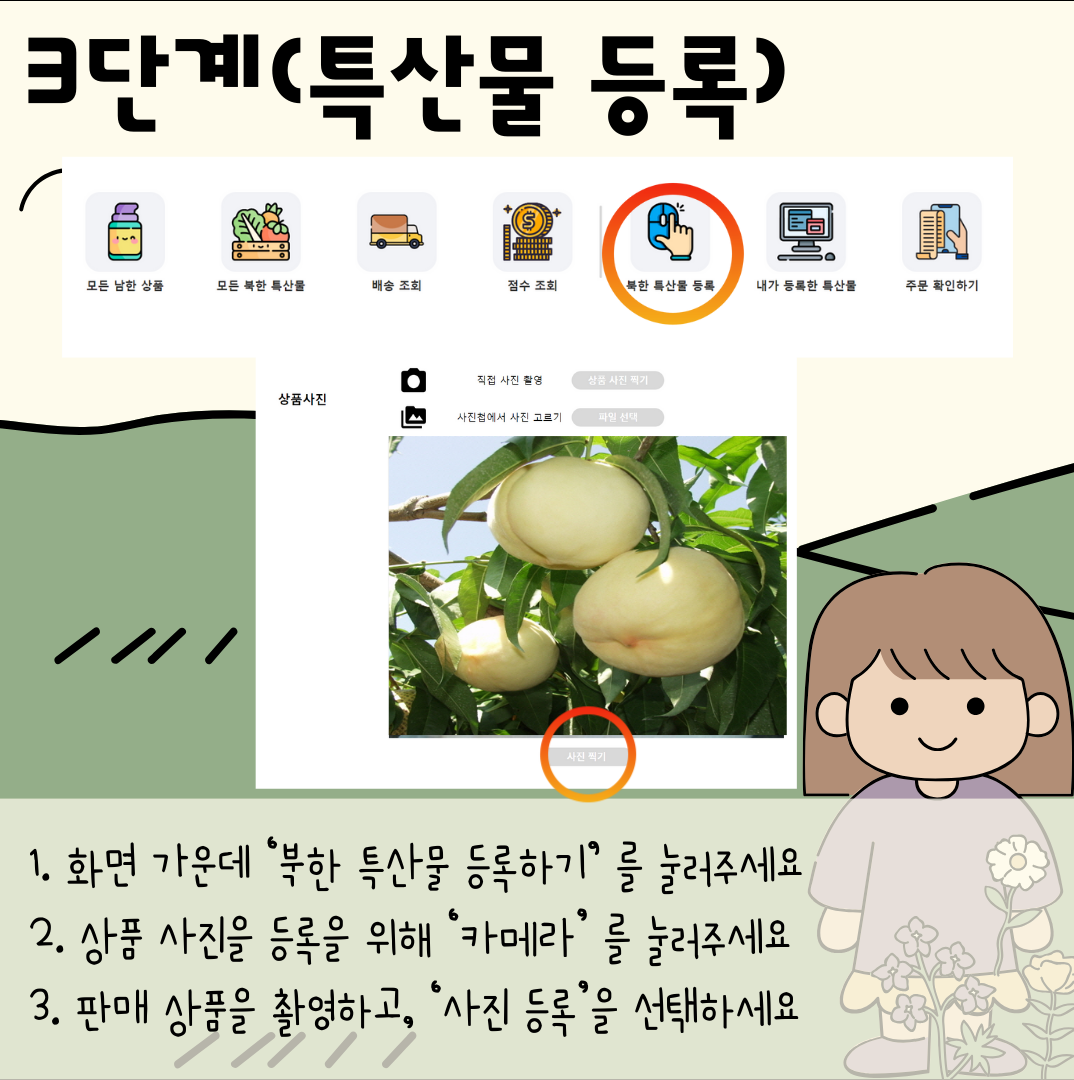 3단계(특산물 등록)
모든 남한 상품
모든 북한 특산물
배송 조회
점수 조회
북한 특산물 등록
내가 등록한 특산물
주문 확인하기
상품사진
직접 사진 촬영
상품 사진 찍기
사진첩에서 사진 고르기
파일 선택
사진 찍기
1. 화면 가운데 ‘북한 특산물 등록하기’ 를 눌러주세요
2. 상품 사진을 등록을 위해 ‘카메라’ 를 눌러주세요
3. 판매 상품을 촬영하고, ‘사진 등록’을 선택하세요